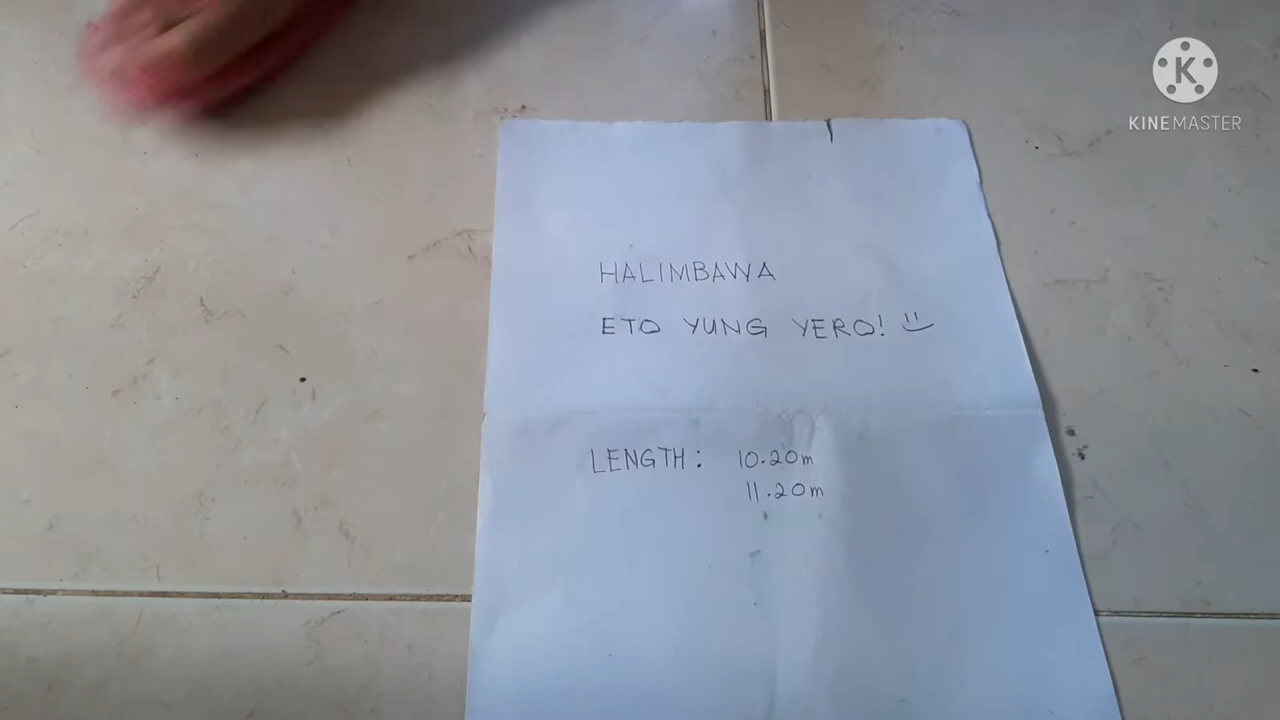 K
KINEMASTER
HALIMBAWA
ETO YUNG YERO!
LENGTH: 10.20m
11.20m